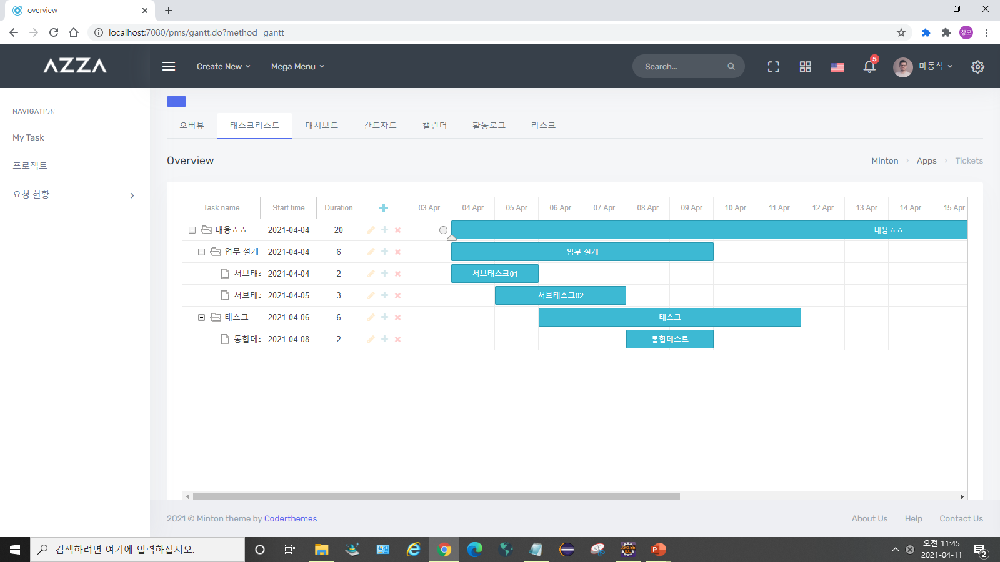 overview
localhost:7080/pms/gantt.do?method=gantt
창모
AZZA
Create New
Mega Menu
Search...
5
마동석
NAVIGATION
My Task
프로젝트
요청 현황
오버뷰 태스크리스트 대시보드 간트차트 캘린더 활동로그 리스크
Overview
Minton > Apps > Tickets
Task name Start time Duration 03 Apr 04 Apr 05 Apr 06 Apr 07 Apr 08 Apr 09 Apr 10 Apr 11 Apr 12 Apr 13 Apr 14 Apr 15 Apr
내용ㅎㅎ 2021-04-04 20 내용ㅎㅎ
업무 설계 2021-04-04 6 업무 설계
서브태 2021-04-04 2 서브태스크01
서브태 2021-04-05 3 서브태스크02
태스크 2021-04-06 6 태스크
통합테 2021-04-08 2 통합테스트
2021 © Minton theme by Coderthemes
About Us Help Contact Us
검색하려면 여기에 입력하십시오.
오전 11:45
2021-04-11
2